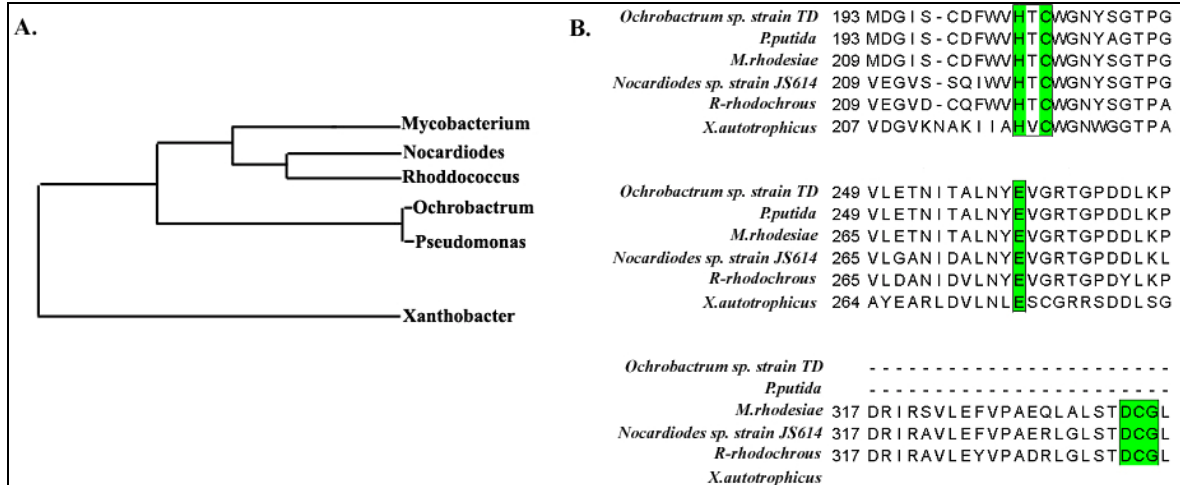 A.
Mycobacterium
Nocardiodes
Rhoddococcus
Ochrobactrum
Pseudomonas
Xanthobacter
B.
Ochrobactrum sp. strain TD 193 MDGIS-CDFWVHTCWGNYSGTPG
P.putida 193 MDGIS-CDFWVHTCWGNYAGTPG
M.rhodesiae 209 MDGIS-CDFWVHTCWGNYSGTPG
Nocardiodes sp. strain JS614 209 VEGVS-SQIWVHTCWGNYSGTPG
R-rhodochrous 209 VEGVD-CQFWVHTCWGNYSGTPA
X.autotrophicus 207 VDGVKNAKIIAHVCWGNWGGTPA
Ochrobactrum sp. strain TD 249 VLETNITALNYEVGRTGPDDLKP
P.putida 249 VLETNITALNYEVGRTGPDDLKP
M.rhodesiae 265 VLETNITALNYEVGRTGPDDLKP
Nocardiodes sp. strain JS614 265 VLGANIDALNYEVGRTGPDDLKL
R-rhodochrous 265 VLDANIDVLNYEVGRTGPDYLKP
X.autotrophicus 264 AYEARLDVLNLESCGRRSDDLSG
Ochrobactrum sp. strain TD -----------------------
P.putida -----------------------
M.rhodesiae 317 DRIRSVLEFVPAEQLALSTDCGL
Nocardiodes sp. strain JS614 317 DRIRAVLEFVPAERLGLSTDCGL
R-rhodochrous 317 DRIRAVLEYVPADRLGLSTDCGL
X.autotrophicus